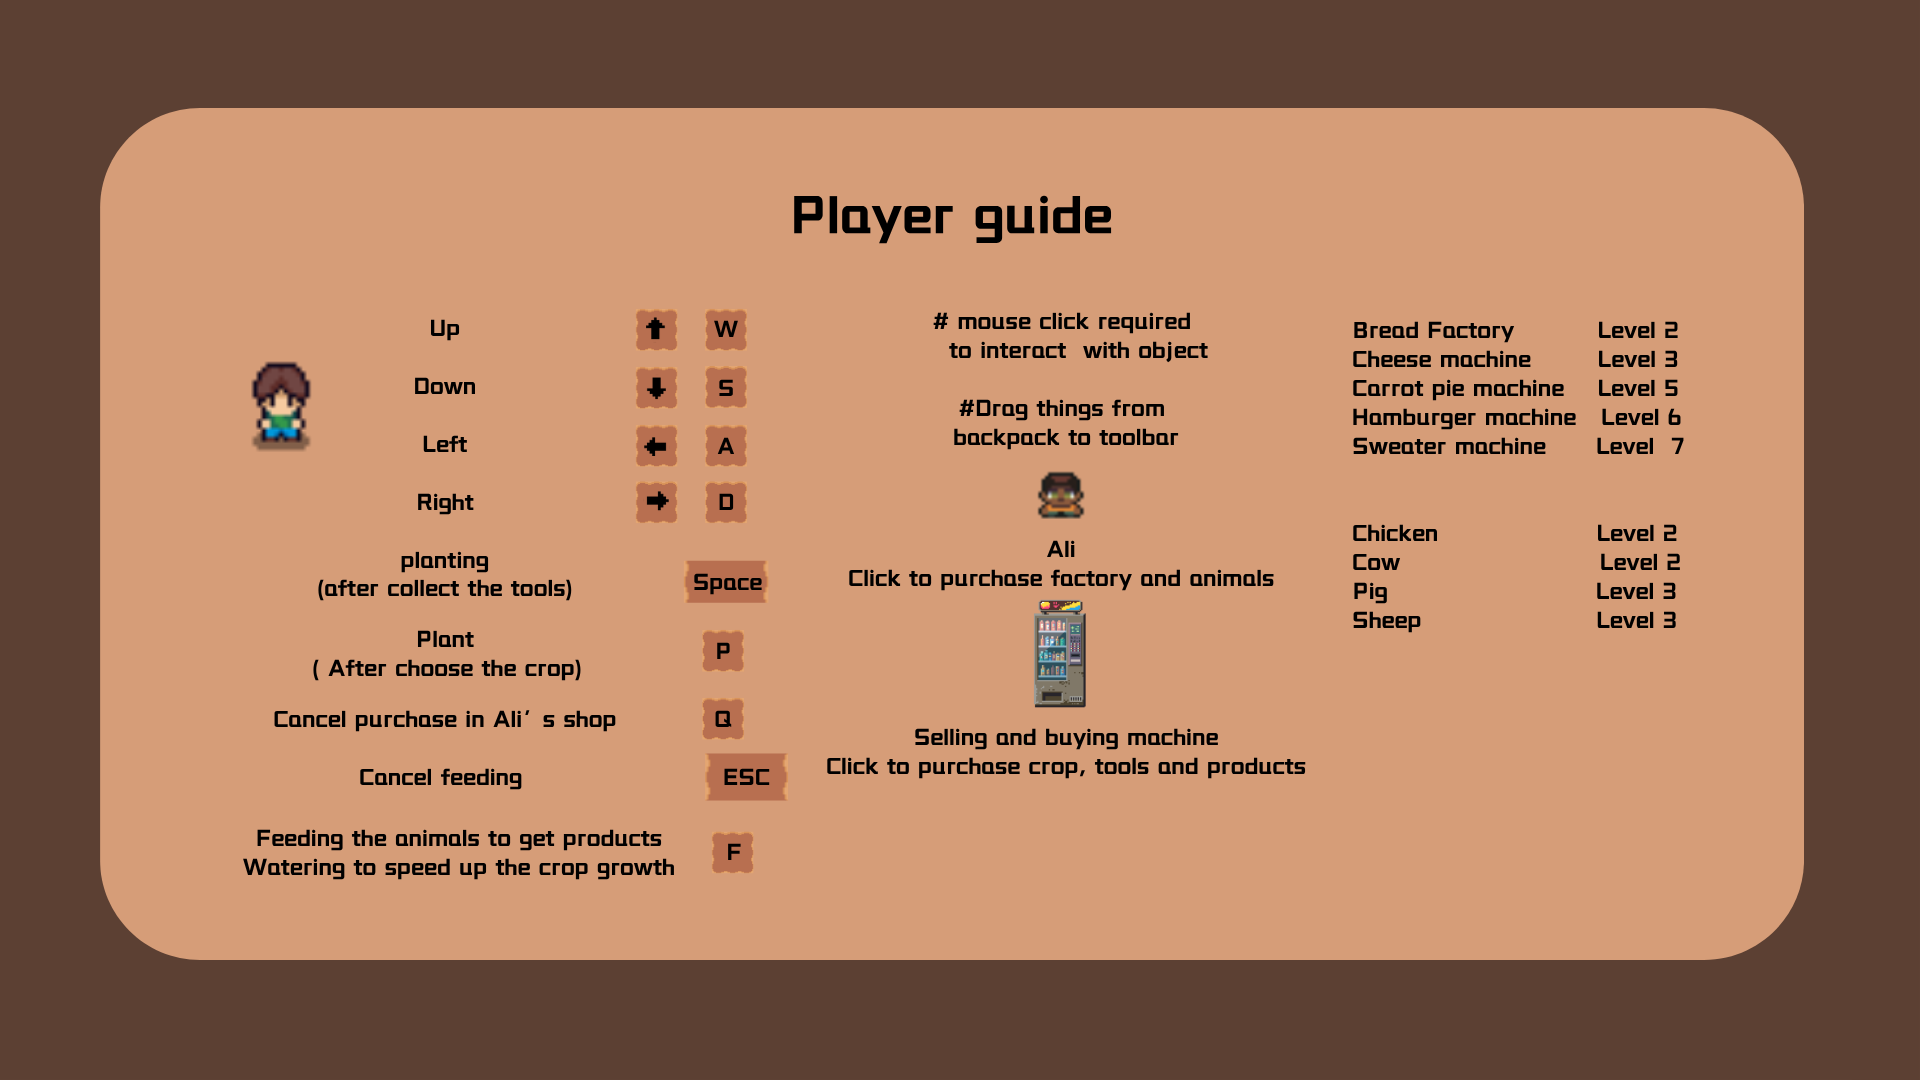 Player guide
Up W
Down S
Left A
Right D
planting
(after collect the tools)
Space
Plant
( After choose the crop)
P
Cancel purchase in Ali's shop Q
Cancel feeding ESC
Feeding the animals to get products
Watering to speed up the crop growth
F
# mouse click required
to interact with object
#Drag things from
backpack to toolbar
Ali
Click to purchase factory and animals
Selling and buying machine
Click to purchase crop, tools and products
Bread Factory Level 2
Cheese machine Level 3
Carrot pie machine Level 5
Hamburger machine Level 6
Sweater machine Level 7
Chicken Level 2
Cow Level 2
Pig Level 3
Sheep Level 3